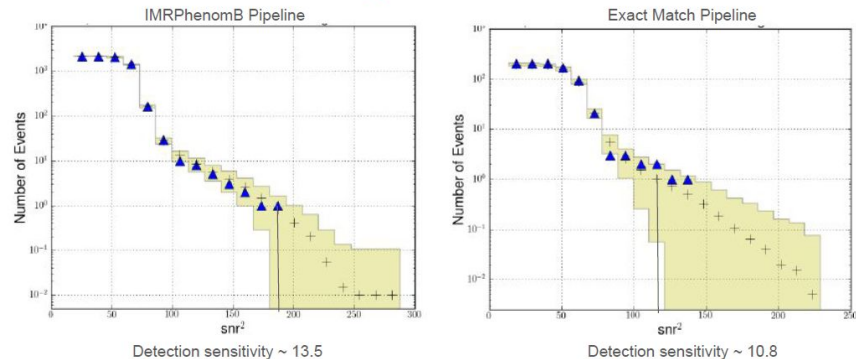 IMRPhenomB Pipeline
Exact Match Pipeline
Number of Events
10³
10²
10¹
10⁰
10⁻¹
10⁻²
0 50 100 150 200 250 300
snr²
Number of Events
10³
10²
10¹
10⁰
10⁻¹
10⁻²
0 50 100 150 200 250
snr²
Detection sensitivity ~ 13.5
Detection sensitivity ~ 10.8